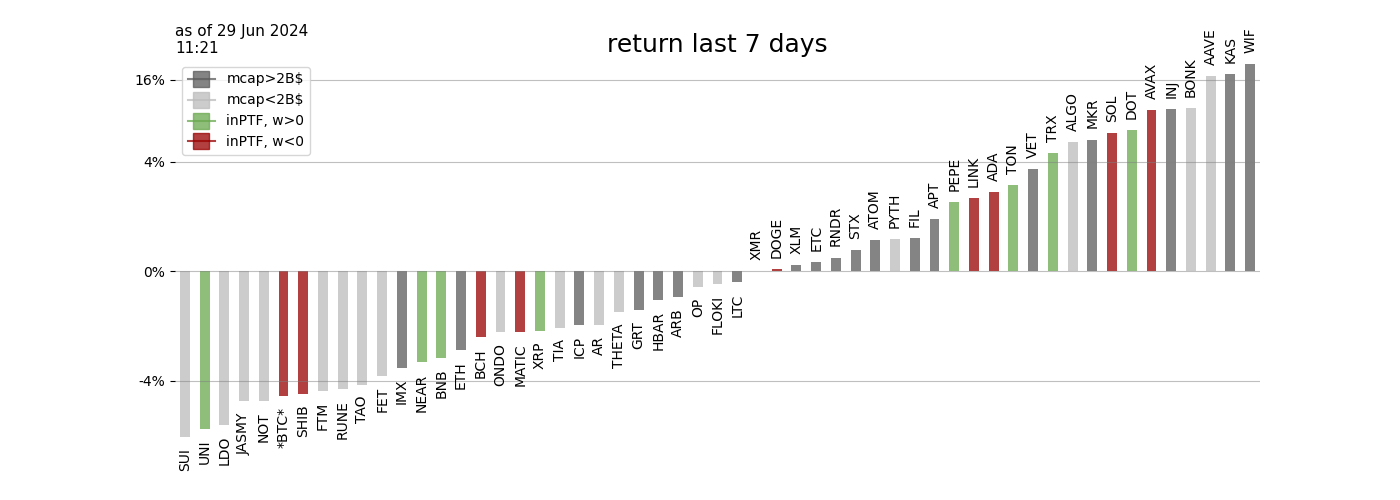 as of 29 Jun 2024
11:21
return last 7 days
mcap>2B$
mcap<2B$
inPTF, w>0
inPTF, w<0
16%
4%
0%
-4%
SUI
UNI
LDO
JASMY
NOT
*BTC*
SHIB
FTM
RUNE
TAO
FET
IMX
NEAR
BNB
ETH
BCH
ONDO
MATIC
XRP
TIA
ICP
AR
THETA
GRT
HBAR
ARB
OP
FLOKI
LTC
XMR
DOGE
XLM
ETC
RNDR
STX
ATOM
PYTH
FIL
APT
PEPE
LINK
ADA
TON
VET
TRX
ALGO
MKR
SOL
DOT
AVAX
INJ
BONK
AAVE
KAS
WIF